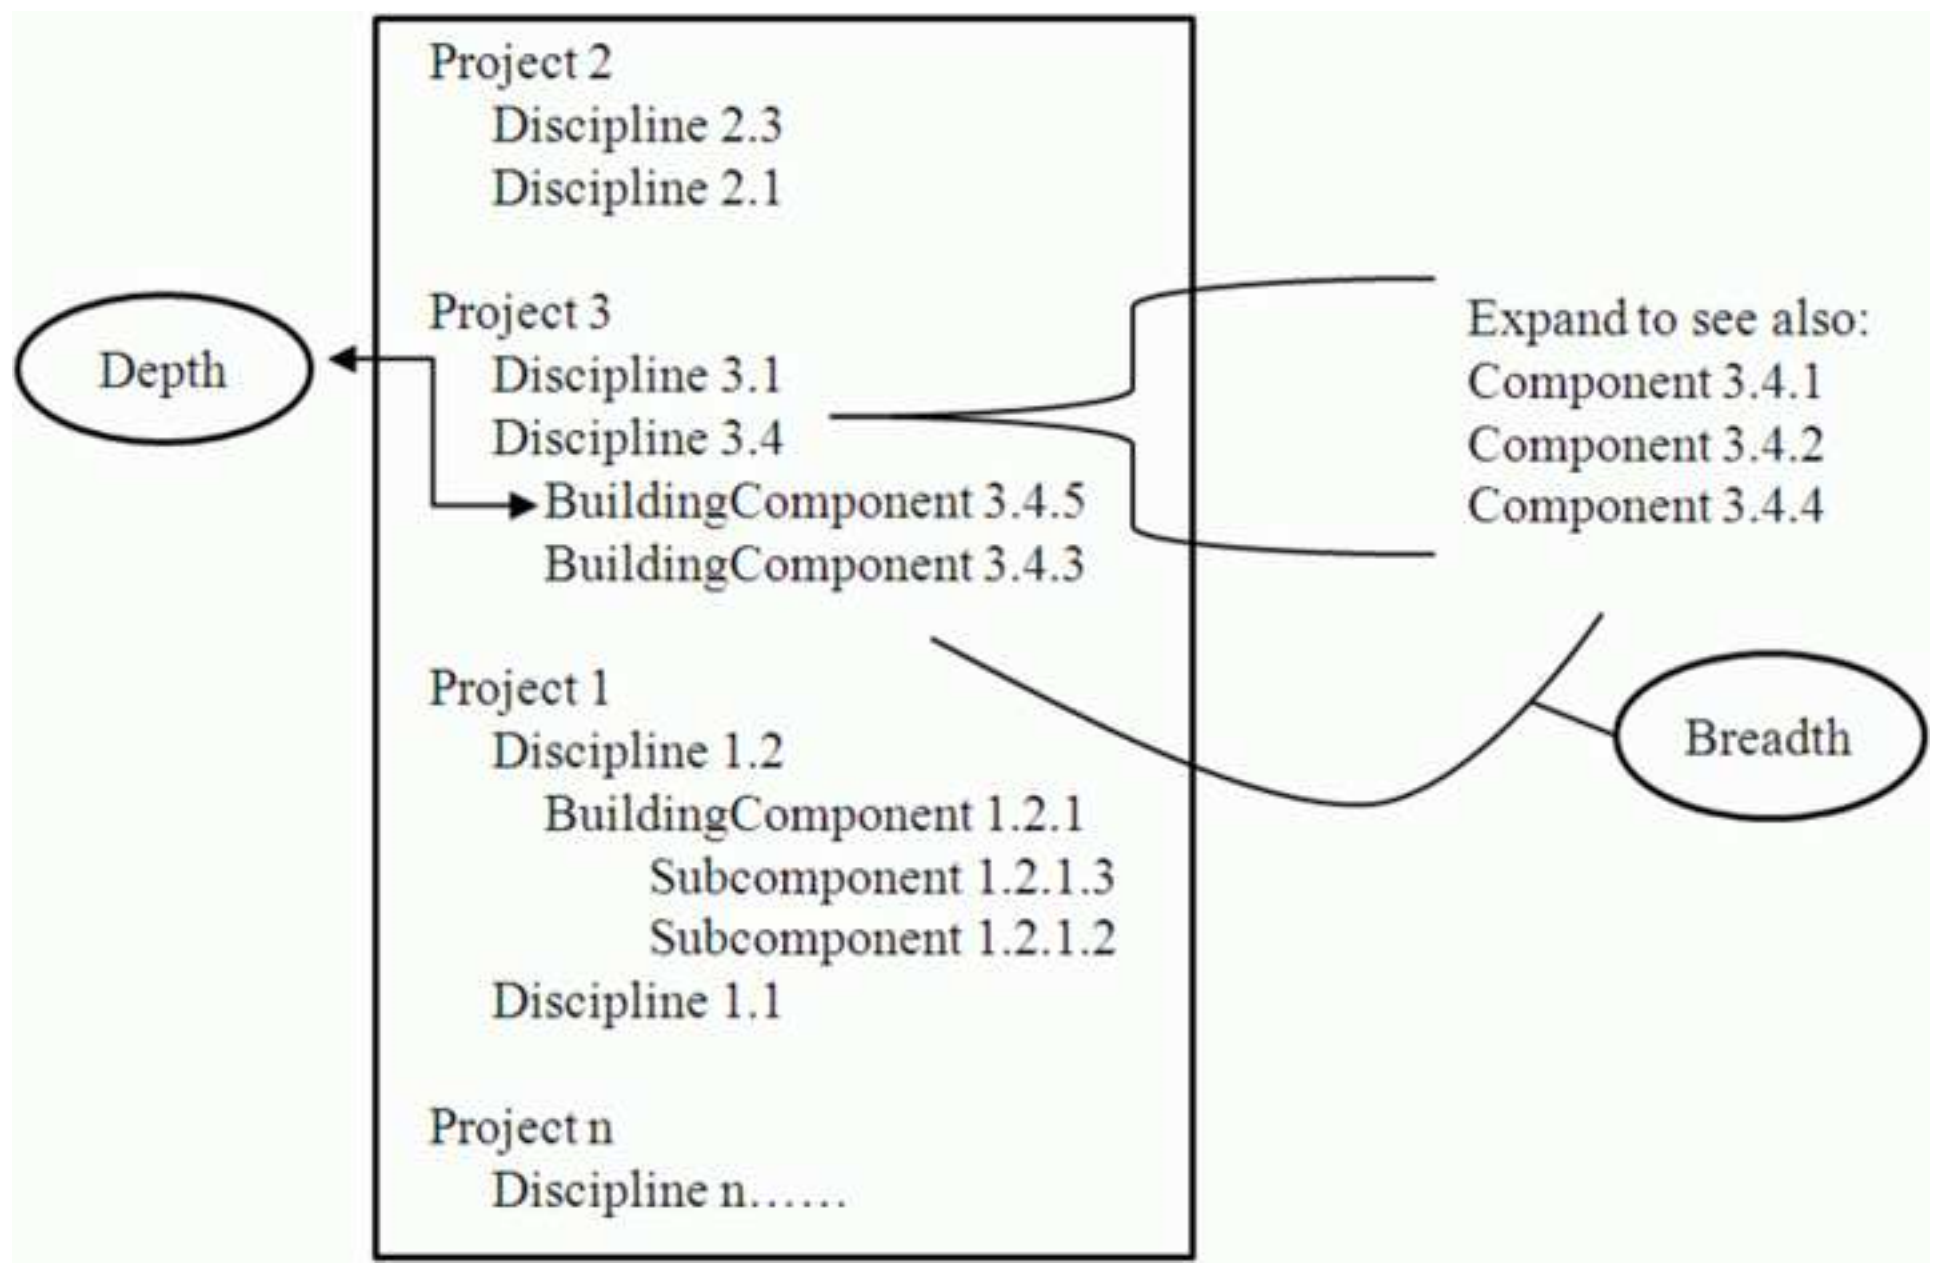 Project 2
Discipline 2.3
Discipline 2.1
Project 3
Discipline 3.1
Discipline 3.4
BuildingComponent 3.4.5
BuildingComponent 3.4.3
Project 1
Discipline 1.2
BuildingComponent 1.2.1
Subcomponent 1.2.1.3
Subcomponent 1.2.1.2
Discipline 1.1
Project n
Discipline n......
Depth
Expand to see also:
Component 3.4.1
Component 3.4.2
Component 3.4.4
Breadth